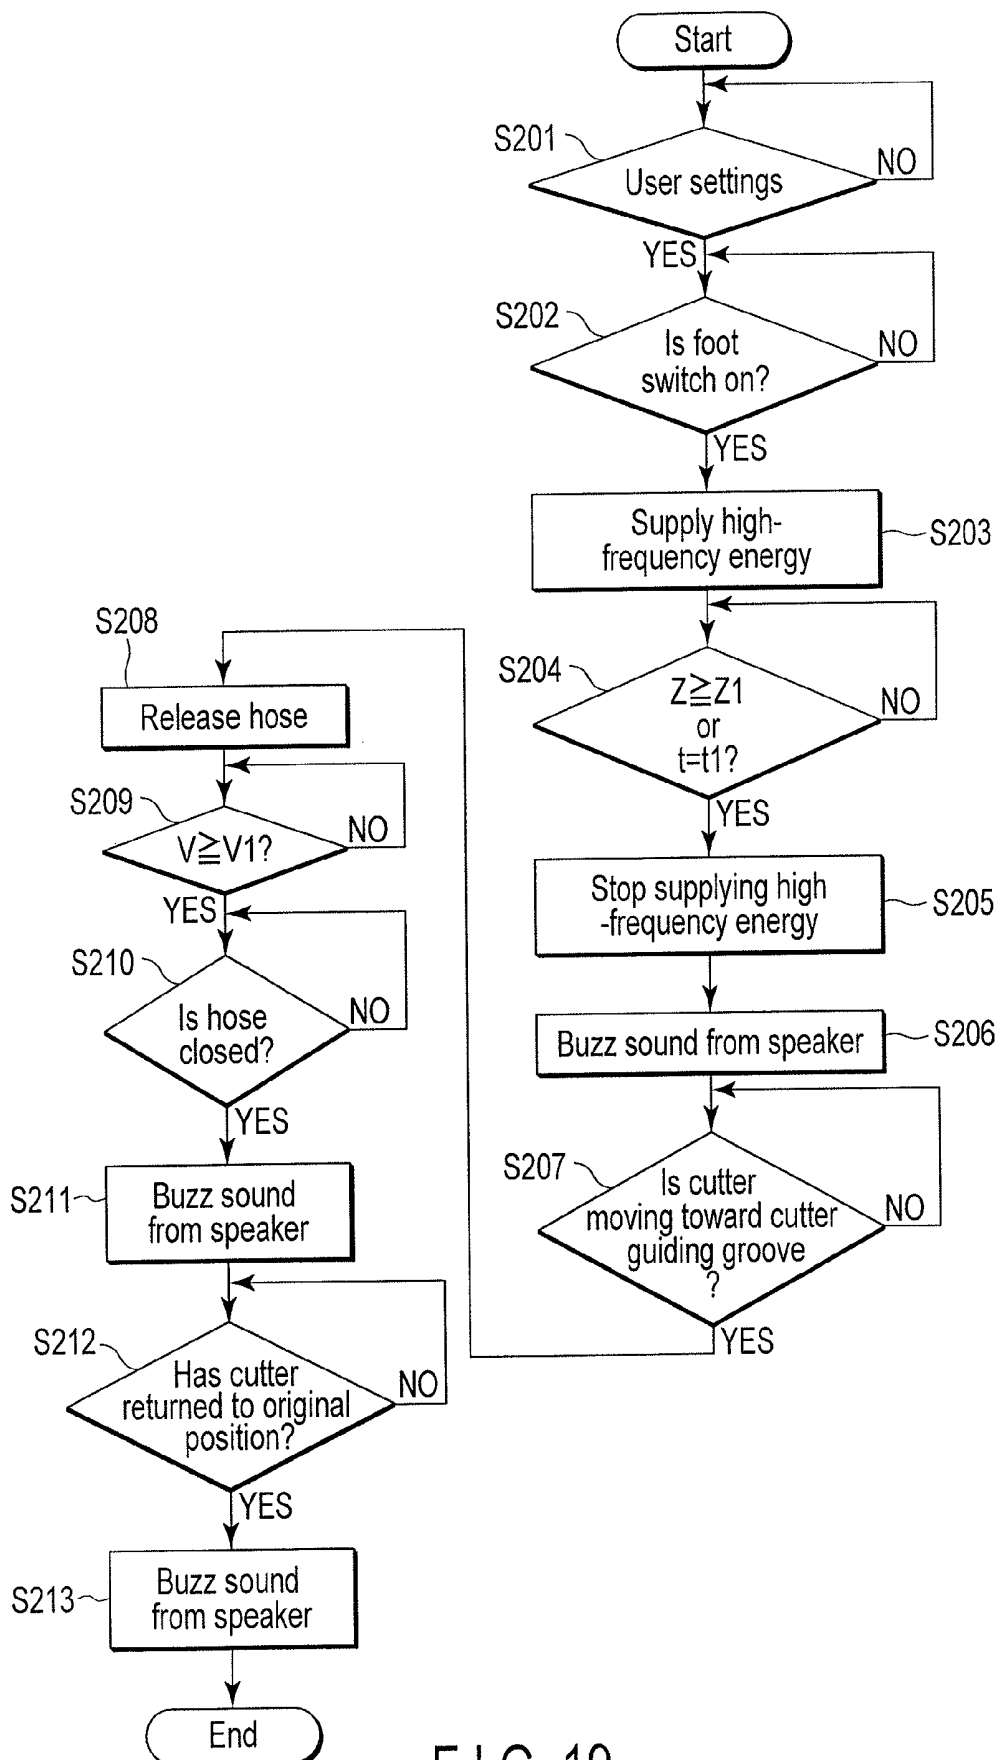 Start
S201
User settings
NO
YES
S202
Is foot
switch on?
NO
YES
Supply high-
frequency energy
S203
S204
Z≧Z1
or
t=t1?
NO
YES
Stop supplying high
-frequency energy
S205
Buzz sound from speaker
S206
S207
Is cutter
moving toward cutter
guiding groove
?
NO
YES
S208
Release hose
S209
V≧V1?
NO
YES
S210
Is hose
closed?
NO
YES
S211
Buzz sound
from speaker
S212
Has cutter
returned to original
position?
NO
YES
S213
Buzz sound
from speaker
End